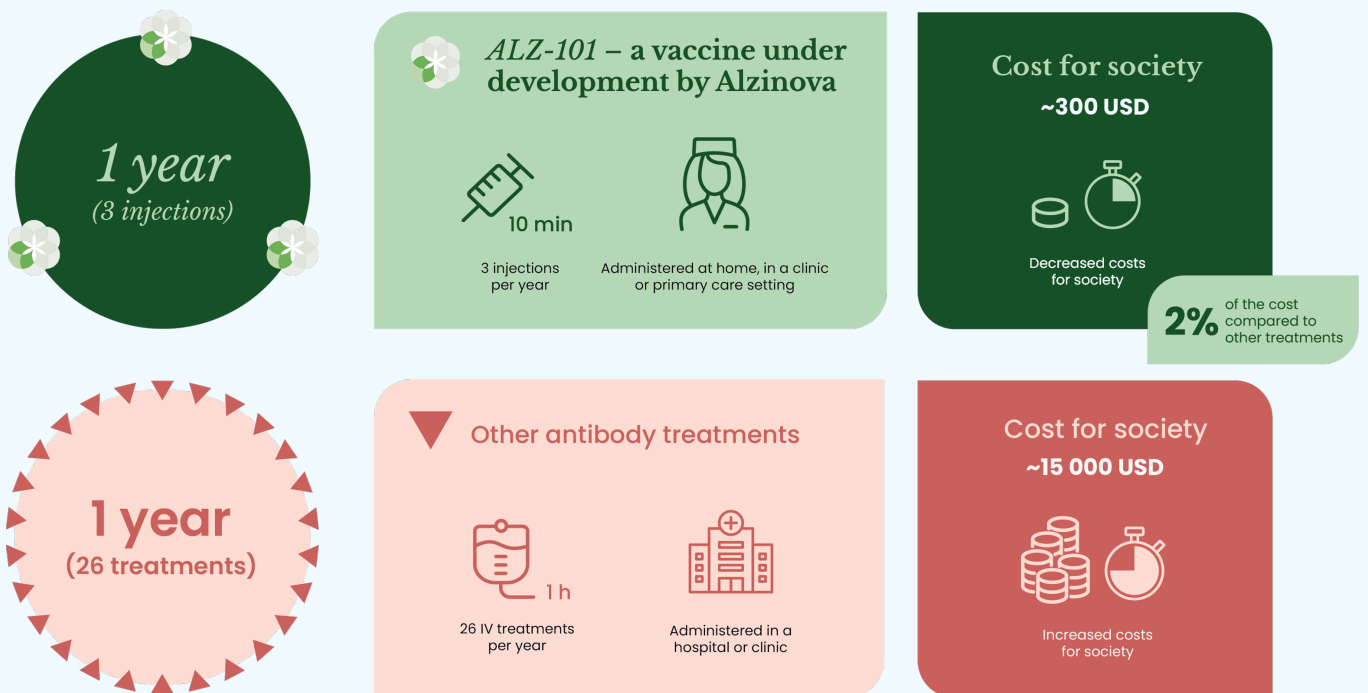 1 year
(3 injections)
ALZ-101 – a vaccine under
development by Alzinova
10 min
3 injections
per year
Administered at home, in a clinic
or primary care setting
Cost for society
~300 USD
Decreased costs
for society
2%
of the cost
compared to
other treatments
1 year
(26 treatments)
Other antibody treatments
1 h
26 IV treatments
per year
Administered in a
hospital or clinic
Cost for society
~15 000 USD
Increased costs
for society